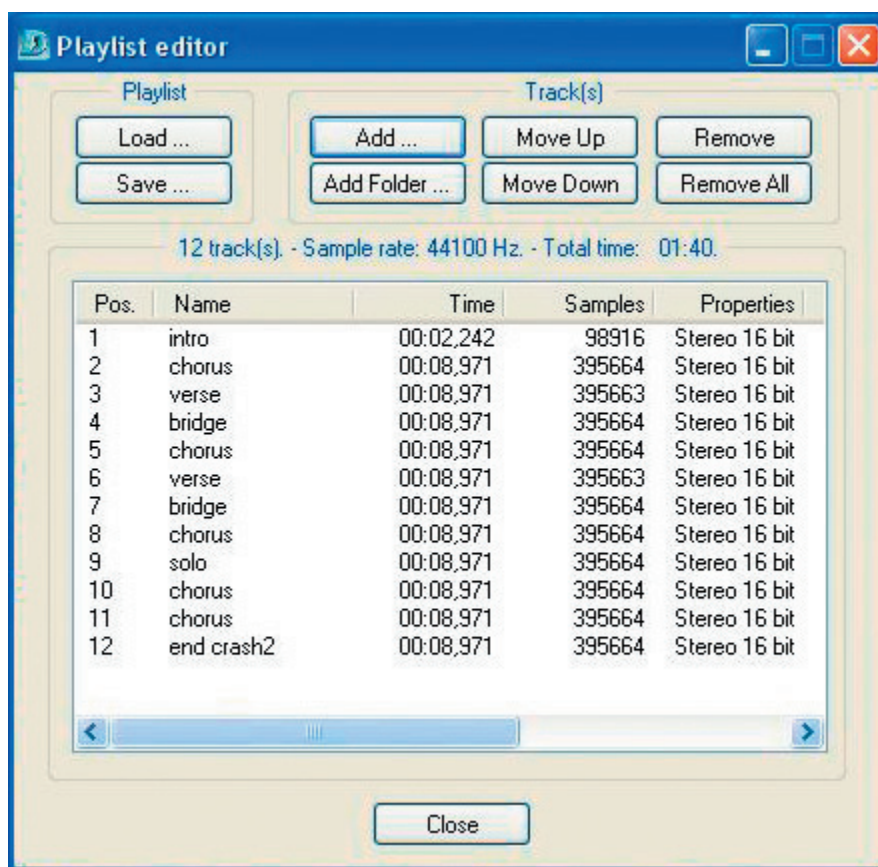 Playlist editor
Playlist
Track(s)
Load ...
Add ...
Move Up
Remove
Save ...
Add Folder ...
Move Down
Remove All
12 track(s). - Sample rate: 44100 Hz. - Total time: 01:40.
Pos. Name Time Samples Properties
1 intro 00:02,242 98916 Stereo 16 bit
2 chorus 00:08,971 395664 Stereo 16 bit
3 verse 00:08,971 395663 Stereo 16 bit
4 bridge 00:08,971 395664 Stereo 16 bit
5 chorus 00:08,971 395664 Stereo 16 bit
6 verse 00:08,971 395663 Stereo 16 bit
7 bridge 00:08,971 395664 Stereo 16 bit
8 chorus 00:08,971 395664 Stereo 16 bit
9 solo 00:08,971 395664 Stereo 16 bit
10 chorus 00:08,971 395664 Stereo 16 bit
11 chorus 00:08,971 395664 Stereo 16 bit
12 end crash2 00:08,971 395664 Stereo 16 bit
Close